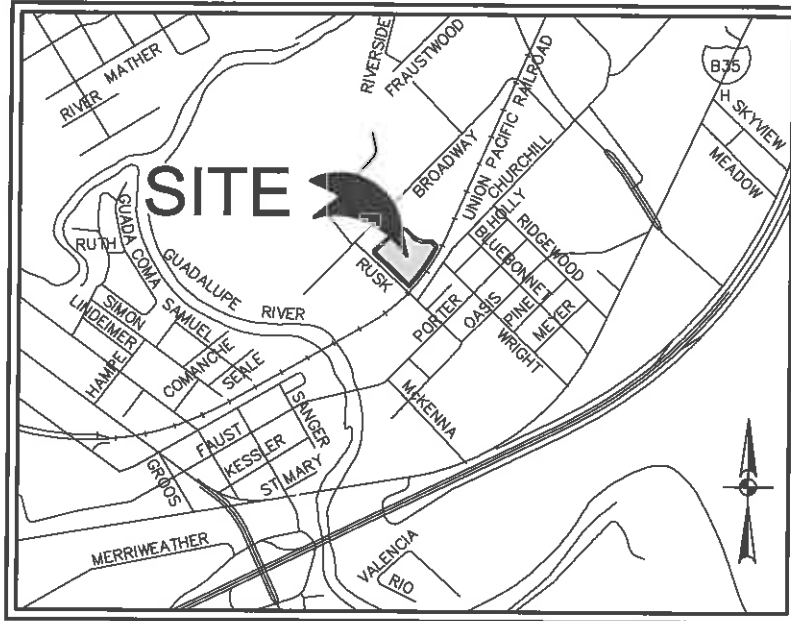 RIVER
MATHER
RIVERSIDE
FRAUSTWOOD
BROADWAY
UNION PACIFIC RAILROAD
CHURCHILL
B35
H SKYVIEW
MEADOW
SITE
GUADA COMA
RUTH
GUADALUPE
RIVER
RUSK
HOLLY
BLUEBONNET
RIDGEWOOD
PORTER
OASIS
PINE
MEYER
WRIGHT
SIMON
LINDEIMER
SAMUEL
HAMPE
COMANCHE
SEALE
SANGER
MCKENNA
FAUST
KESSLER
ST MARY
GROOS
MERRIWEATHER
VALENCIA
RIO